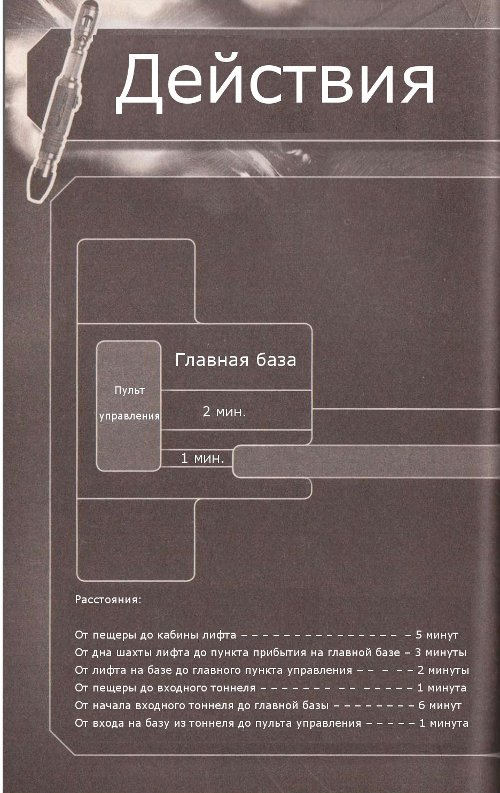 Действия
Главная база
Пульт
управления
2 мин.
1 мин.
Расстояния:
От пещеры до кабины лифта – – – – – – – – – – – – – – – – – – 5 минут
От дна шахты лифта до пункта прибытия на главной базе – 3 минуты
От лифта на базе до главного пункта управления – – – – – 2 минуты
От пещеры до входного тоннеля – – – – – – – – – – – – – – – 1 минута
От начала входного тоннеля до главной базы – – – – – – – – 6 минут
От входа на базу из тоннеля до пульта управления – – – – – 1 минута